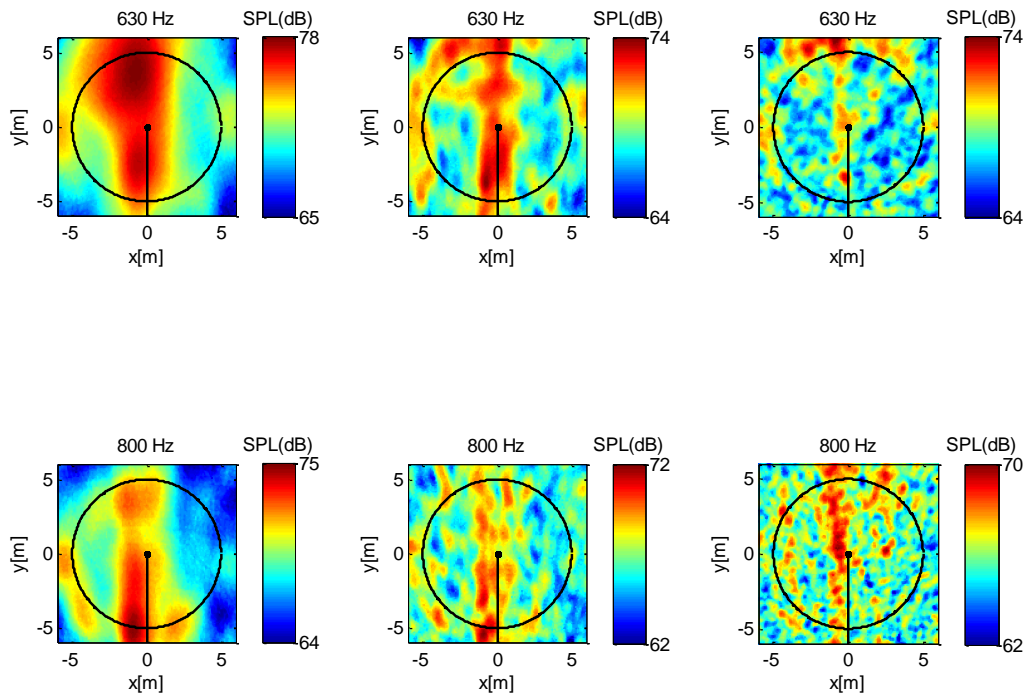 630 Hz SPL(dB) 630 Hz SPL(dB) 630 Hz SPL(dB)
78 74 74
5 5 5
y[m] 0 y[m] 0 y[m] 0
-5 65 -5 64 -5 64
-5 0 5 -5 0 5 -5 0 5
x[m] x[m] x[m]
800 Hz SPL(dB) 800 Hz SPL(dB) 800 Hz SPL(dB)
75 72 70
5 5 5
y[m] 0 y[m] 0 y[m] 0
-5 64 -5 62 -5 62
-5 0 5 -5 0 5 -5 0 5
x[m] x[m] x[m]